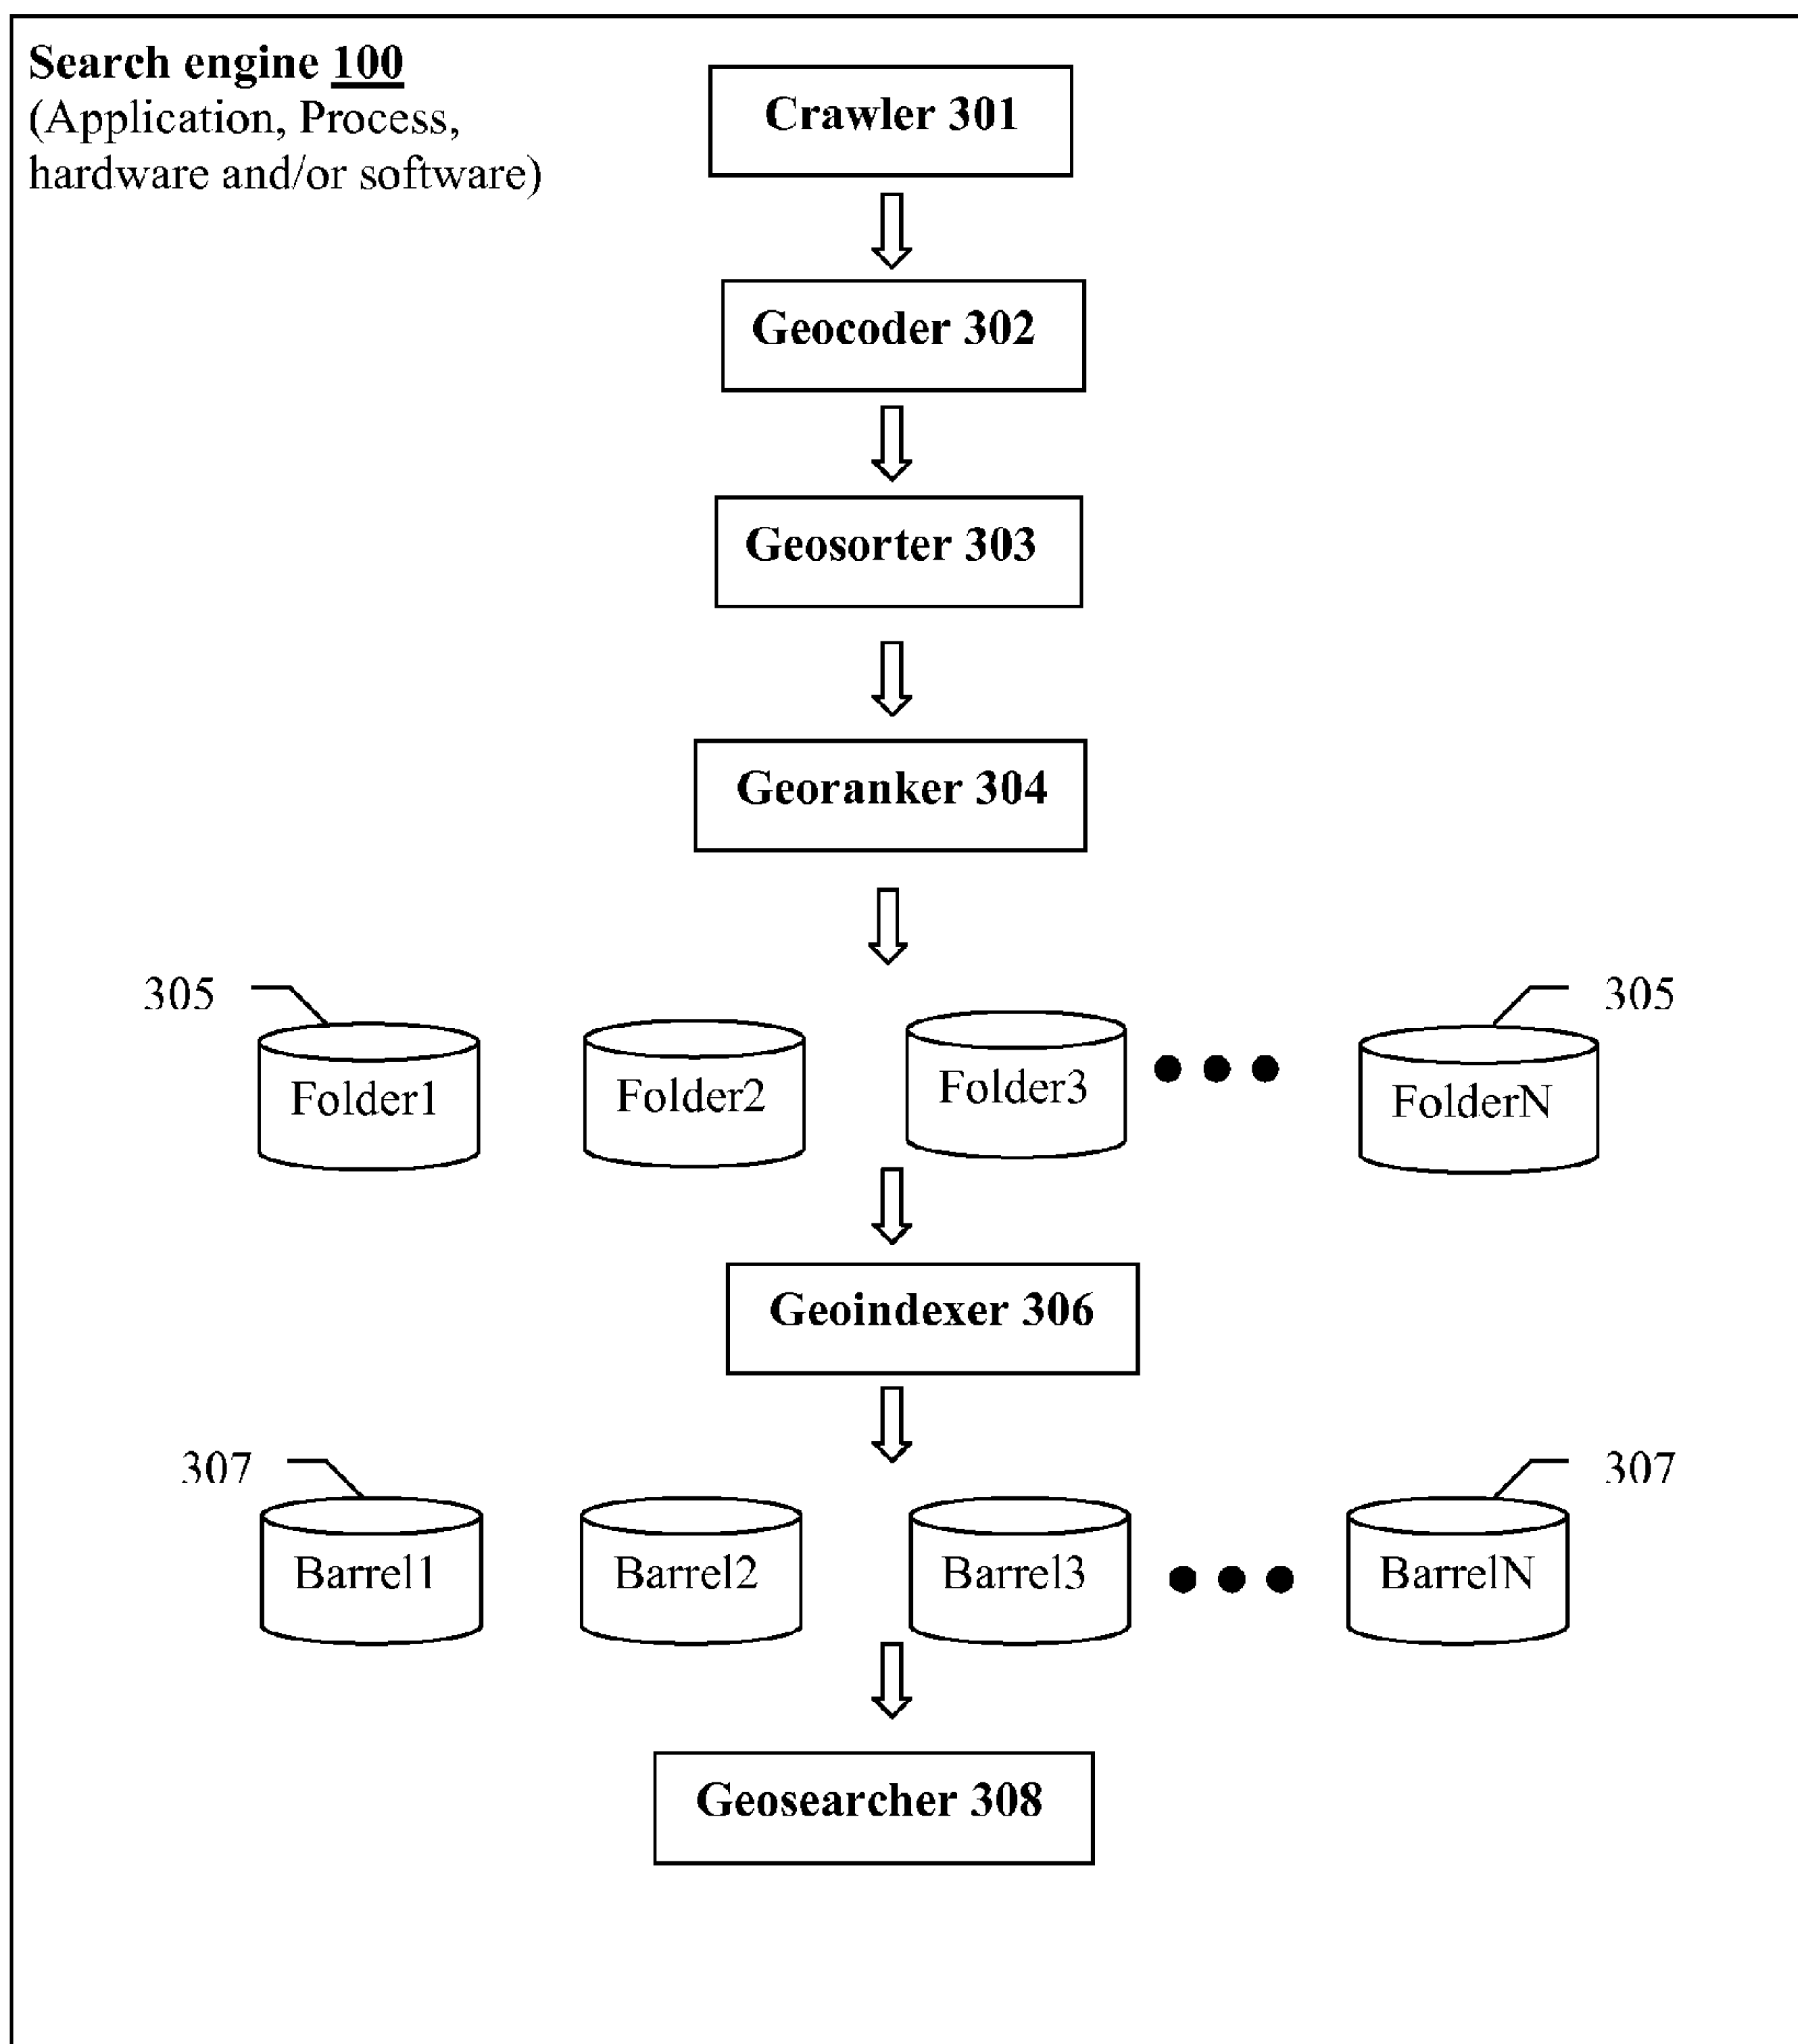 Search engine 100
(Application, Process,
hardware and/or software)
Crawler 301
Geocoder 302
Geosorter 303
Georanker 304
305
305
Folder1
Folder2
Folder3
FolderN
Geoindexer 306
307
307
Barrel1
Barrel2
Barrel3
BarrelN
Geosearcher 308